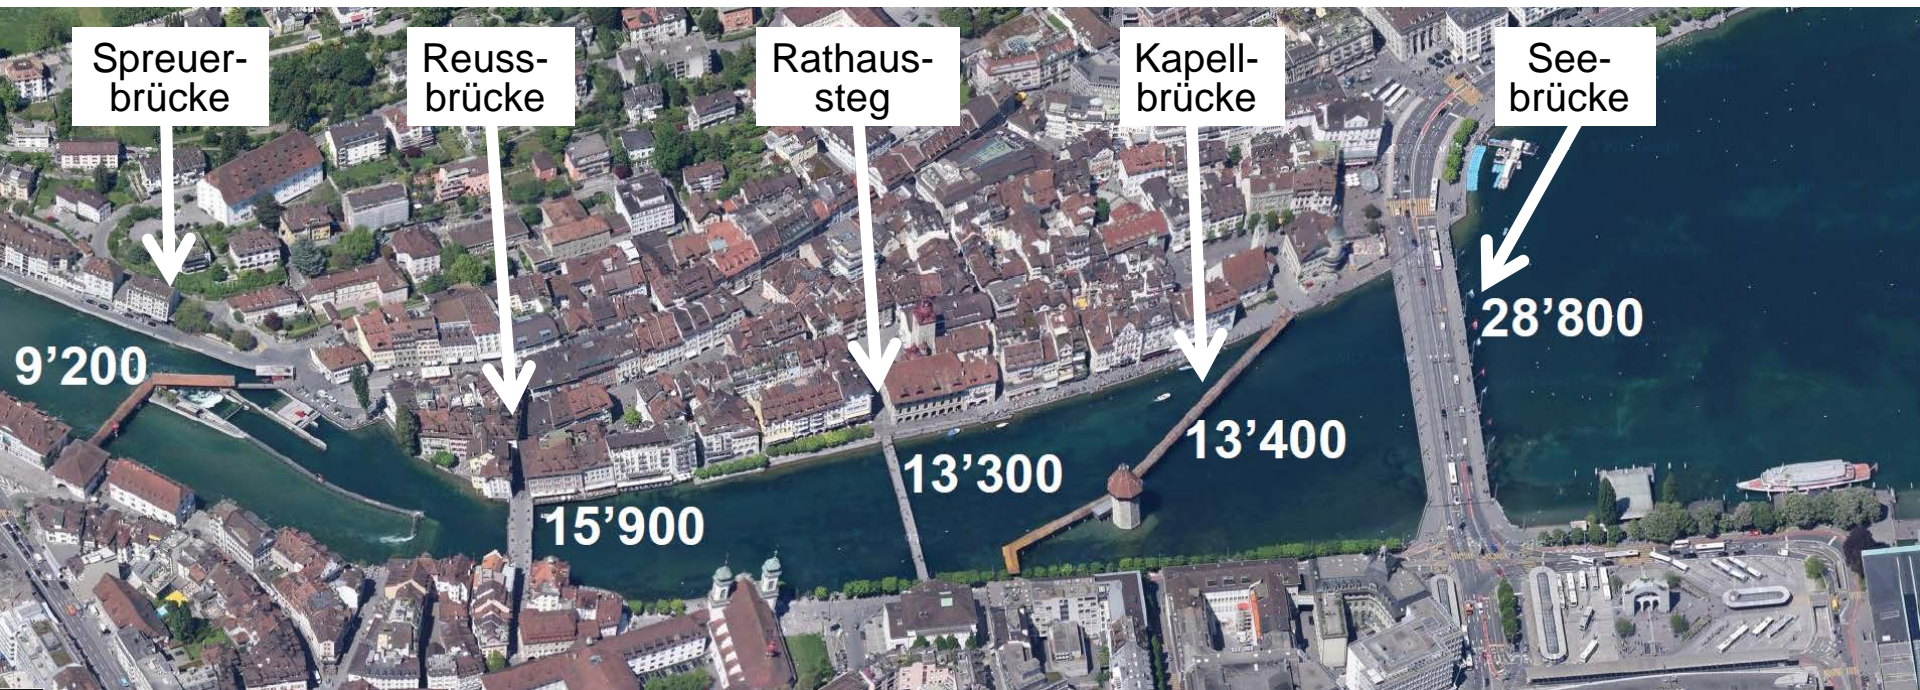 Spreuer-
brücke
Reuss-
brücke
Rathaus-
steg
Kapell-
brücke
See-
brücke
9’200
15’900
13’300
13’400
28’800